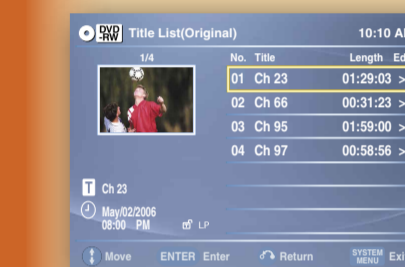 DVD-RW Title List(Original) 10:10 A
1/4 No. Title Length Ed
01 Ch 23 01:29:03 >
02 Ch 66 00:31:23 >
03 Ch 95 01:59:00 >
04 Ch 97 00:58:56 >
T Ch 23
May/02/2006
08:00 PM LP
Move ENTER Enter Return SYSTEM MENU Exi